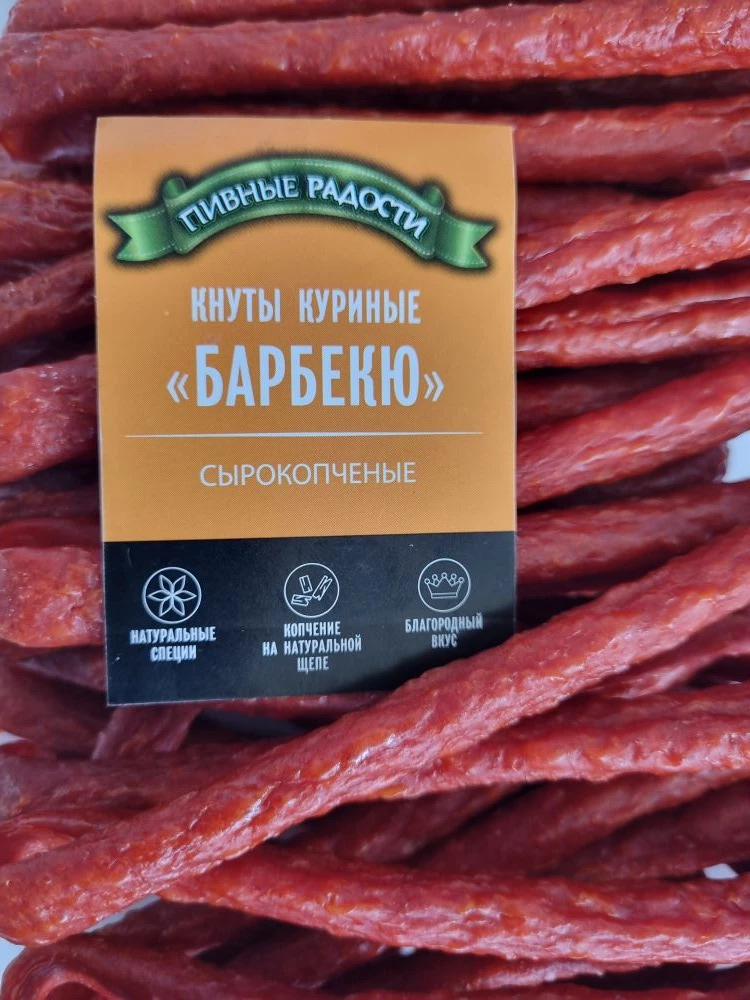 ПИВНЫЕ РАДОСТИ
КНУТЫ КУРИНЫЕ
«БАРБЕКЮ»
СЫРОКОПЧЕНЫЕ
НАТУРАЛЬНЫЕ
СПЕЦИИ
КОПЧЕНИЕ
НА НАТУРАЛЬНОЙ
ЩЕПЕ
БЛАГОРОДНЫЙ
ВКУС